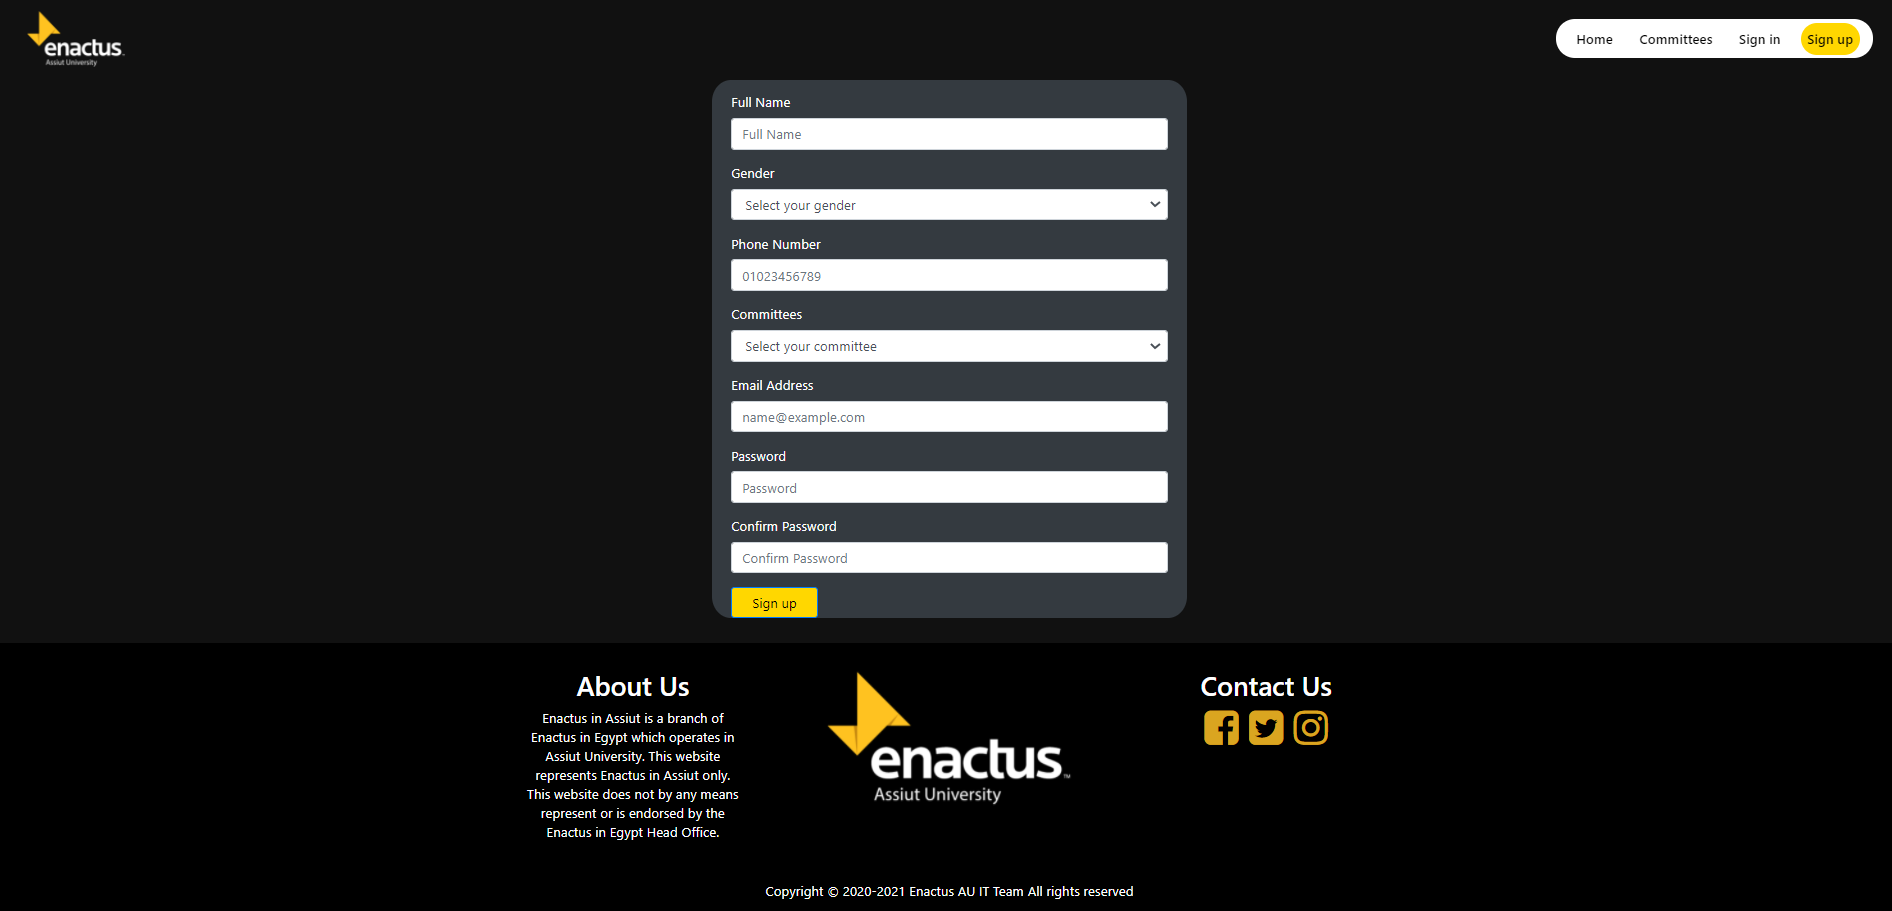 enactus
Assiut University
Home Committees Sign in Sign up
Full Name
Full Name
Gender
Select your gender
Phone Number
01023456789
Committees
Select your committee
Email Address
name@example.com
Password
Password
Confirm Password
Confirm Password
Sign up
About Us
Enactus in Assiut is a branch of
Enactus in Egypt which operates in
Assiut University. This website
represents Enactus in Assiut only.
This website does not by any means
represent or is endorsed by the
Enactus in Egypt Head Office.
enactus™
Assiut University
Contact Us
Copyright © 2020-2021 Enactus AU IT Team All rights reserved